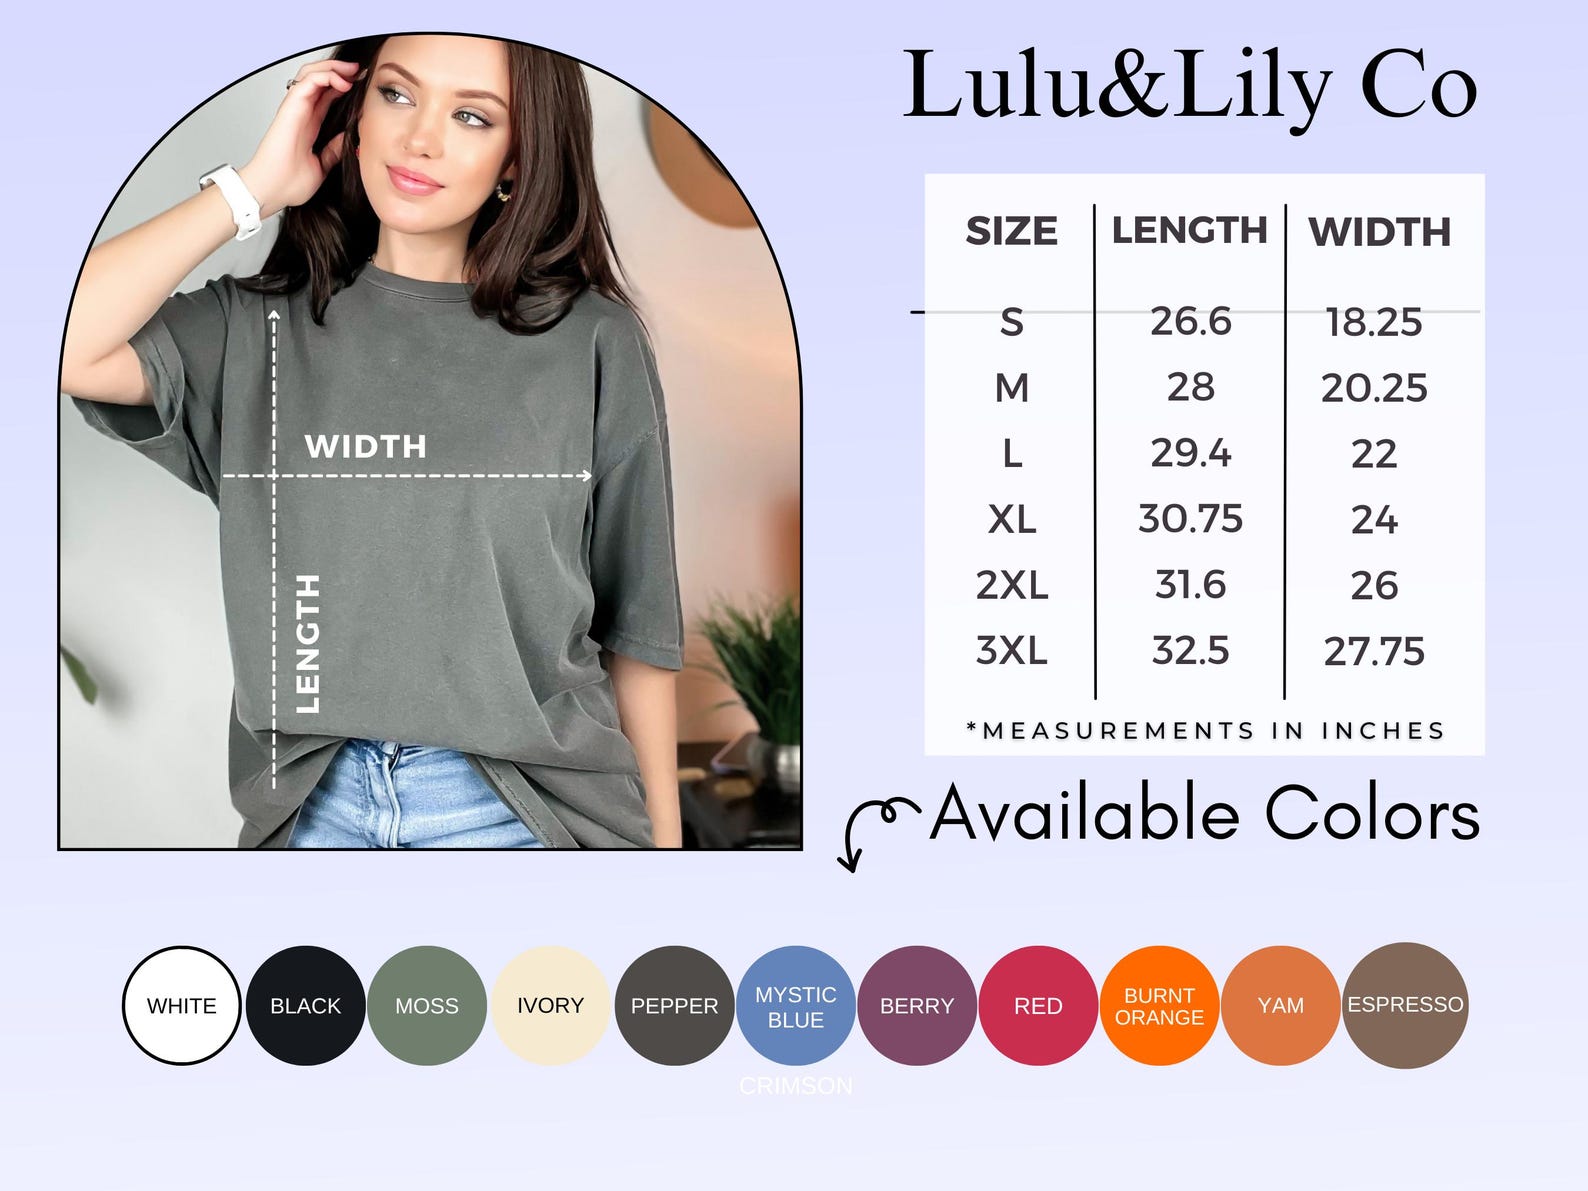 Lulu&Lily Co
SIZE LENGTH WIDTH
S 26.6 18.25
M 28 20.25
L 29.4 22
XL 30.75 24
2XL 31.6 26
3XL 32.5 27.75
*MEASUREMENTS IN INCHES
WIDTH
LENGTH
Available Colors
WHITE
BLACK
MOSS
IVORY
PEPPER
MYSTIC
BLUE
BERRY
RED
BURNT
ORANGE
YAM
ESPRESSO
CRIMSON